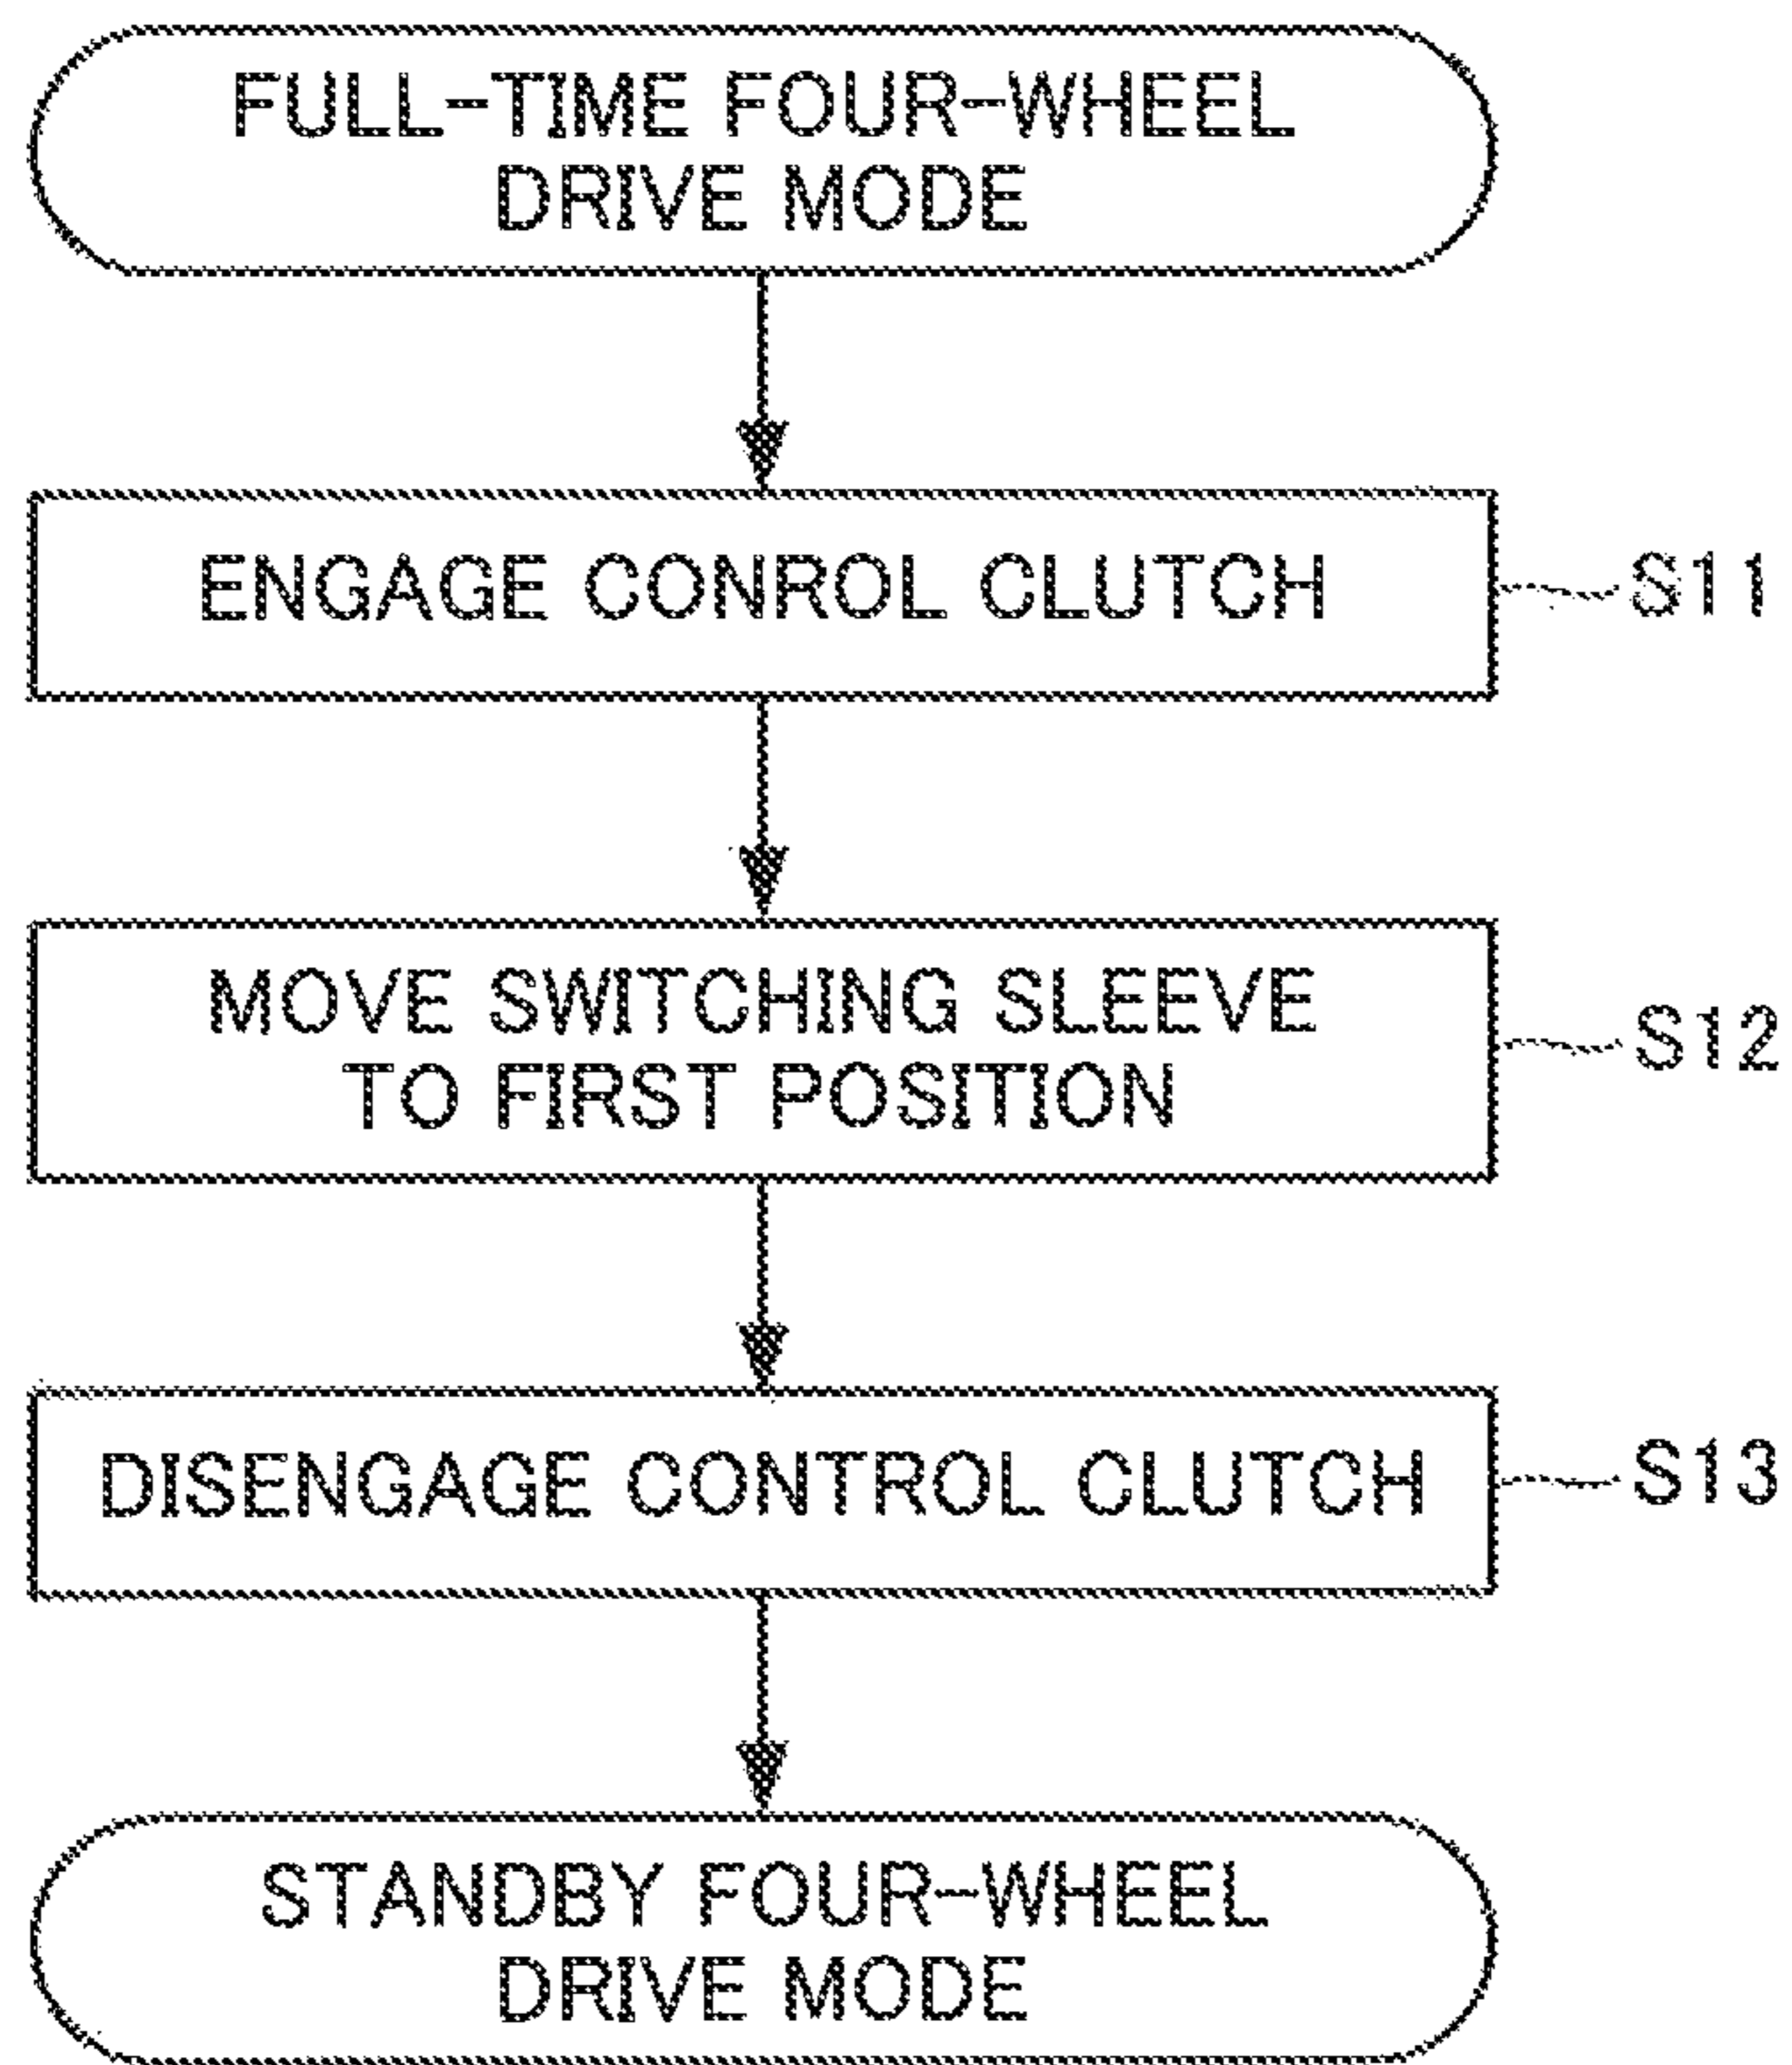 FULL-TIME FOUR-WHEEL
DRIVE MODE
ENGAGE CONROL CLUTCH
S11
MOVE SWITCHING SLEEVE
TO FIRST POSITION
S12
DISENGAGE CONTROL CLUTCH
S13
STANDBY FOUR-WHEEL
DRIVE MODE